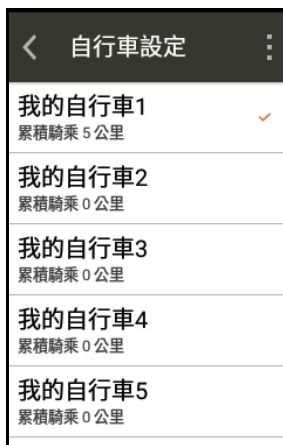 自行車設定
我的自行車1
累積騎乘 5 公里
我的自行車2
累積騎乘 0 公里
我的自行車3
累積騎乘 0 公里
我的自行車4
累積騎乘 0 公里
我的自行車5
累積騎乘 0 公里